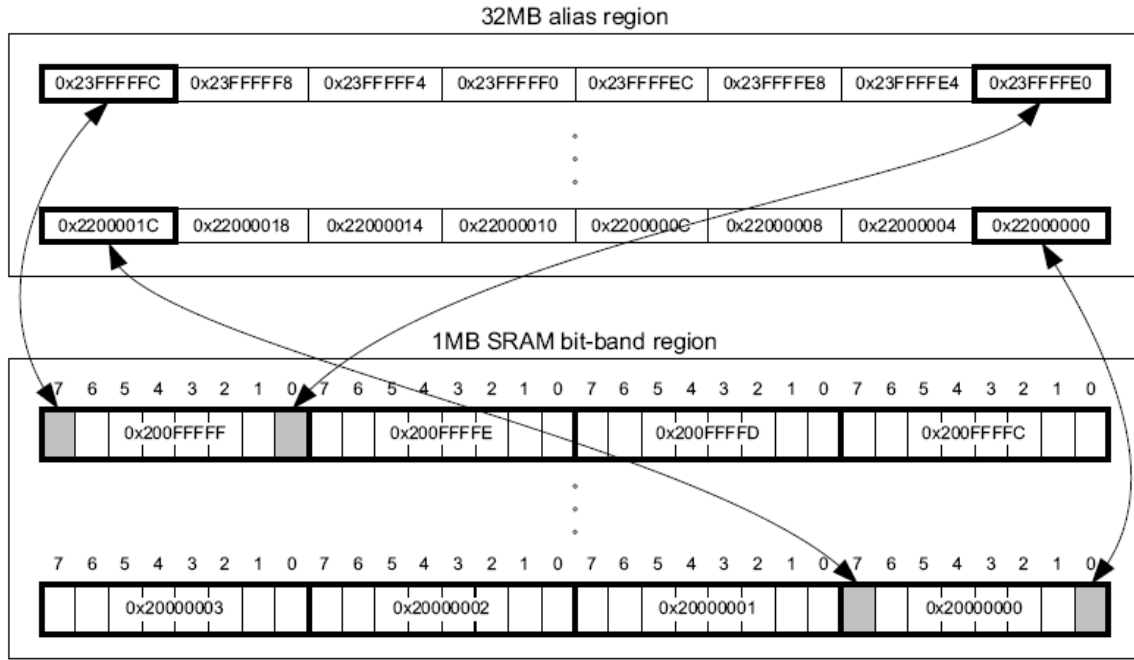 32MB alias region
0x23FFFFFC 0x23FFFFF8 0x23FFFFF4 0x23FFFFF0 0x23FFFFEC 0x23FFFFE8 0x23FFFFE4 0x23FFFFE0
0x2200001C 0x22000018 0x22000014 0x22000010 0x2200000C 0x22000008 0x22000004 0x22000000
1MB SRAM bit-band region
7 6 5 4 3 2 1 0 7 6 5 4 3 2 1 0 7 6 5 4 3 2 1 0 7 6 5 4 3 2 1 0
0x200FFFFF 0x200FFFFE 0x200FFFFD 0x200FFFFC
7 6 5 4 3 2 1 0 7 6 5 4 3 2 1 0 7 6 5 4 3 2 1 0 7 6 5 4 3 2 1 0
0x20000003 0x20000002 0x20000001 0x20000000